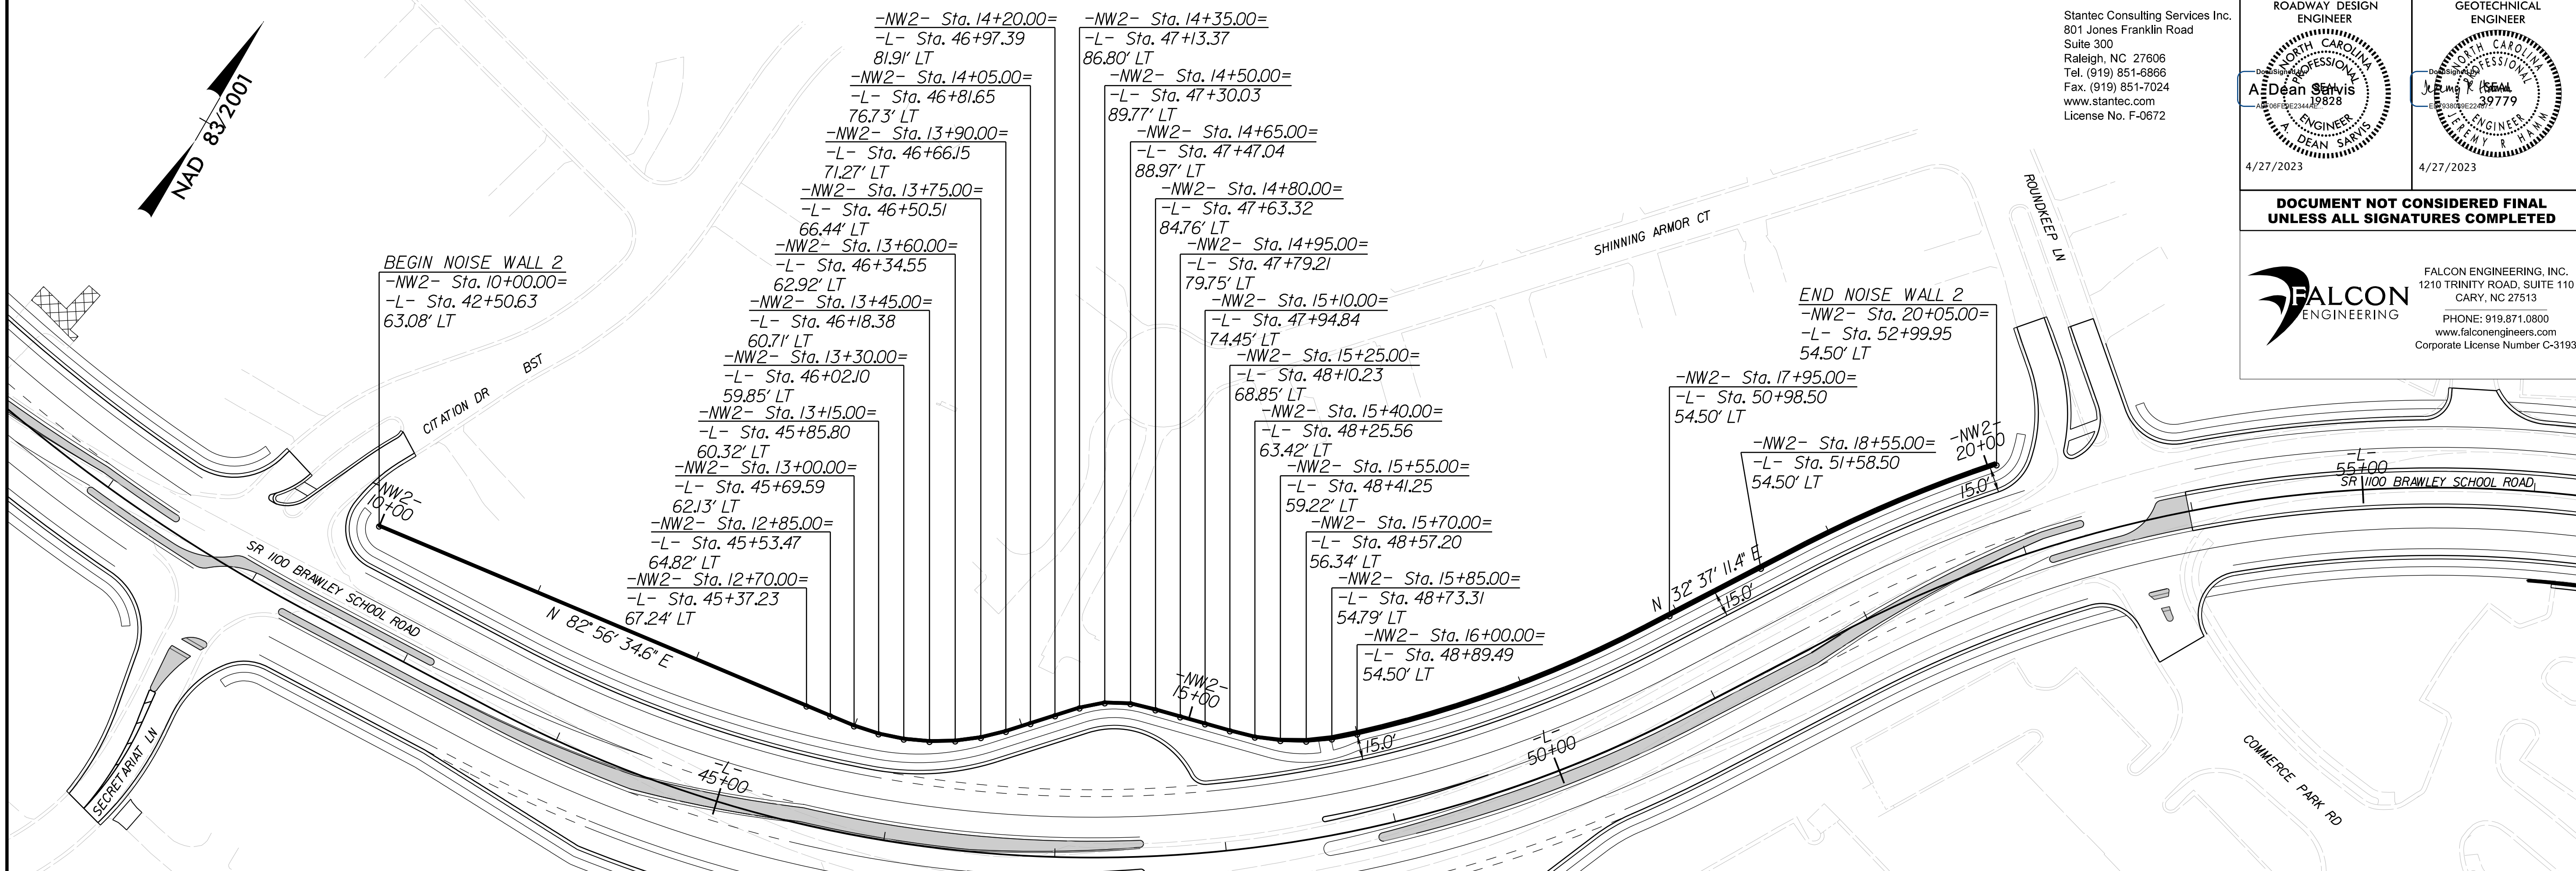 NAD 83/2001
BEGIN NOISE WALL 2
-NW2- Sta. 10+00.00=
-L- Sta. 42+50.63
63.08' LT
-NW2- Sta. 14+20.00=
-L- Sta. 46+97.39
81.91' LT
-NW2- Sta. 14+05.00=
-L- Sta. 46+81.65
76.73' LT
-NW2- Sta. 13+90.00=
-L- Sta. 46+66.15
71.27' LT
-NW2- Sta. 13+75.00=
-L- Sta. 46+50.51
66.44' LT
-NW2- Sta. 13+60.00=
-L- Sta. 46+34.55
62.92' LT
-NW2- Sta. 13+45.00=
-L- Sta. 46+18.38
60.71' LT
-NW2- Sta. 13+30.00=
-L- Sta. 46+02.10
59.85' LT
-NW2- Sta. 13+15.00=
-L- Sta. 45+85.80
60.32' LT
-NW2- Sta. 13+00.00=
-L- Sta. 45+69.59
62.13' LT
-NW2- Sta. 12+85.00=
-L- Sta. 45+53.47
64.82' LT
-NW2- Sta. 12+70.00=
-L- Sta. 45+37.23
67.24' LT
-NW2- Sta. 14+35.00=
-L- Sta. 47+13.37
86.80' LT
-NW2- Sta. 14+50.00=
-L- Sta. 47+30.03
89.77' LT
-NW2- Sta. 14+65.00=
-L- Sta. 47+47.04
88.97' LT
-NW2- Sta. 14+80.00=
-L- Sta. 47+63.32
84.76' LT
-NW2- Sta. 14+95.00=
-L- Sta. 47+79.21
79.75' LT
-NW2- Sta. 15+10.00=
-L- Sta. 47+94.84
74.45' LT
-NW2- Sta. 15+25.00=
-L- Sta. 48+10.23
68.85' LT
-NW2- Sta. 15+40.00=
-L- Sta. 48+25.56
63.42' LT
-NW2- Sta. 15+55.00=
-L- Sta. 48+41.25
59.22' LT
-NW2- Sta. 15+70.00=
-L- Sta. 48+57.20
56.34' LT
-NW2- Sta. 15+85.00=
-L- Sta. 48+73.31
54.79' LT
-NW2- Sta. 16+00.00=
-L- Sta. 48+89.49
54.50' LT
-NW2- Sta. 17+95.00=
-L- Sta. 50+98.50
54.50' LT
-NW2- Sta. 18+55.00=
-L- Sta. 51+58.50
54.50' LT
END NOISE WALL 2
-NW2- Sta. 20+05.00=
-L- Sta. 52+99.95
54.50' LT
CITATION DR
BST
SHINNING ARMOR CT
ROUNDKEEP LN
-NW2-
10+00
-NW2-
15+00
-NW2-
20+00
N 82° 56' 34.6" E
N 32° 37' 11.4" E
15.0'
15.0'
15.0'
SR 1100 BRAWLEY SCHOOL ROAD
SECRETARIAT LN
-L-
45+00
-L-
50+00
-L-
55+00
SR 1100 BRAWLEY SCHOOL ROAD
COMMERCE PARK RD
Stantec Consulting Services Inc.
801 Jones Franklin Road
Suite 300
Raleigh, NC 27606
Tel. (919) 851-6866
Fax. (919) 851-7024
www.stantec.com
License No. F-0672
ROADWAY DESIGN
ENGINEER
NORTH CAROLINA
PROFESSIONAL
A. Dean Sarvis
SEAL
19828
ENGINEER
A. DEAN SARVIS
4/27/2023
GEOTECHNICAL
ENGINEER
NORTH CAROLINA
PROFESSIONAL
SEAL
39779
ENGINEER
JEREMY R HAMM
4/27/2023
DOCUMENT NOT CONSIDERED FINAL
UNLESS ALL SIGNATURES COMPLETED
FALCON
ENGINEERING
FALCON ENGINEERING, INC.
1210 TRINITY ROAD, SUITE 110
CARY, NC 27513
PHONE: 919.871.0800
www.falconengineers.com
Corporate License Number C-3193